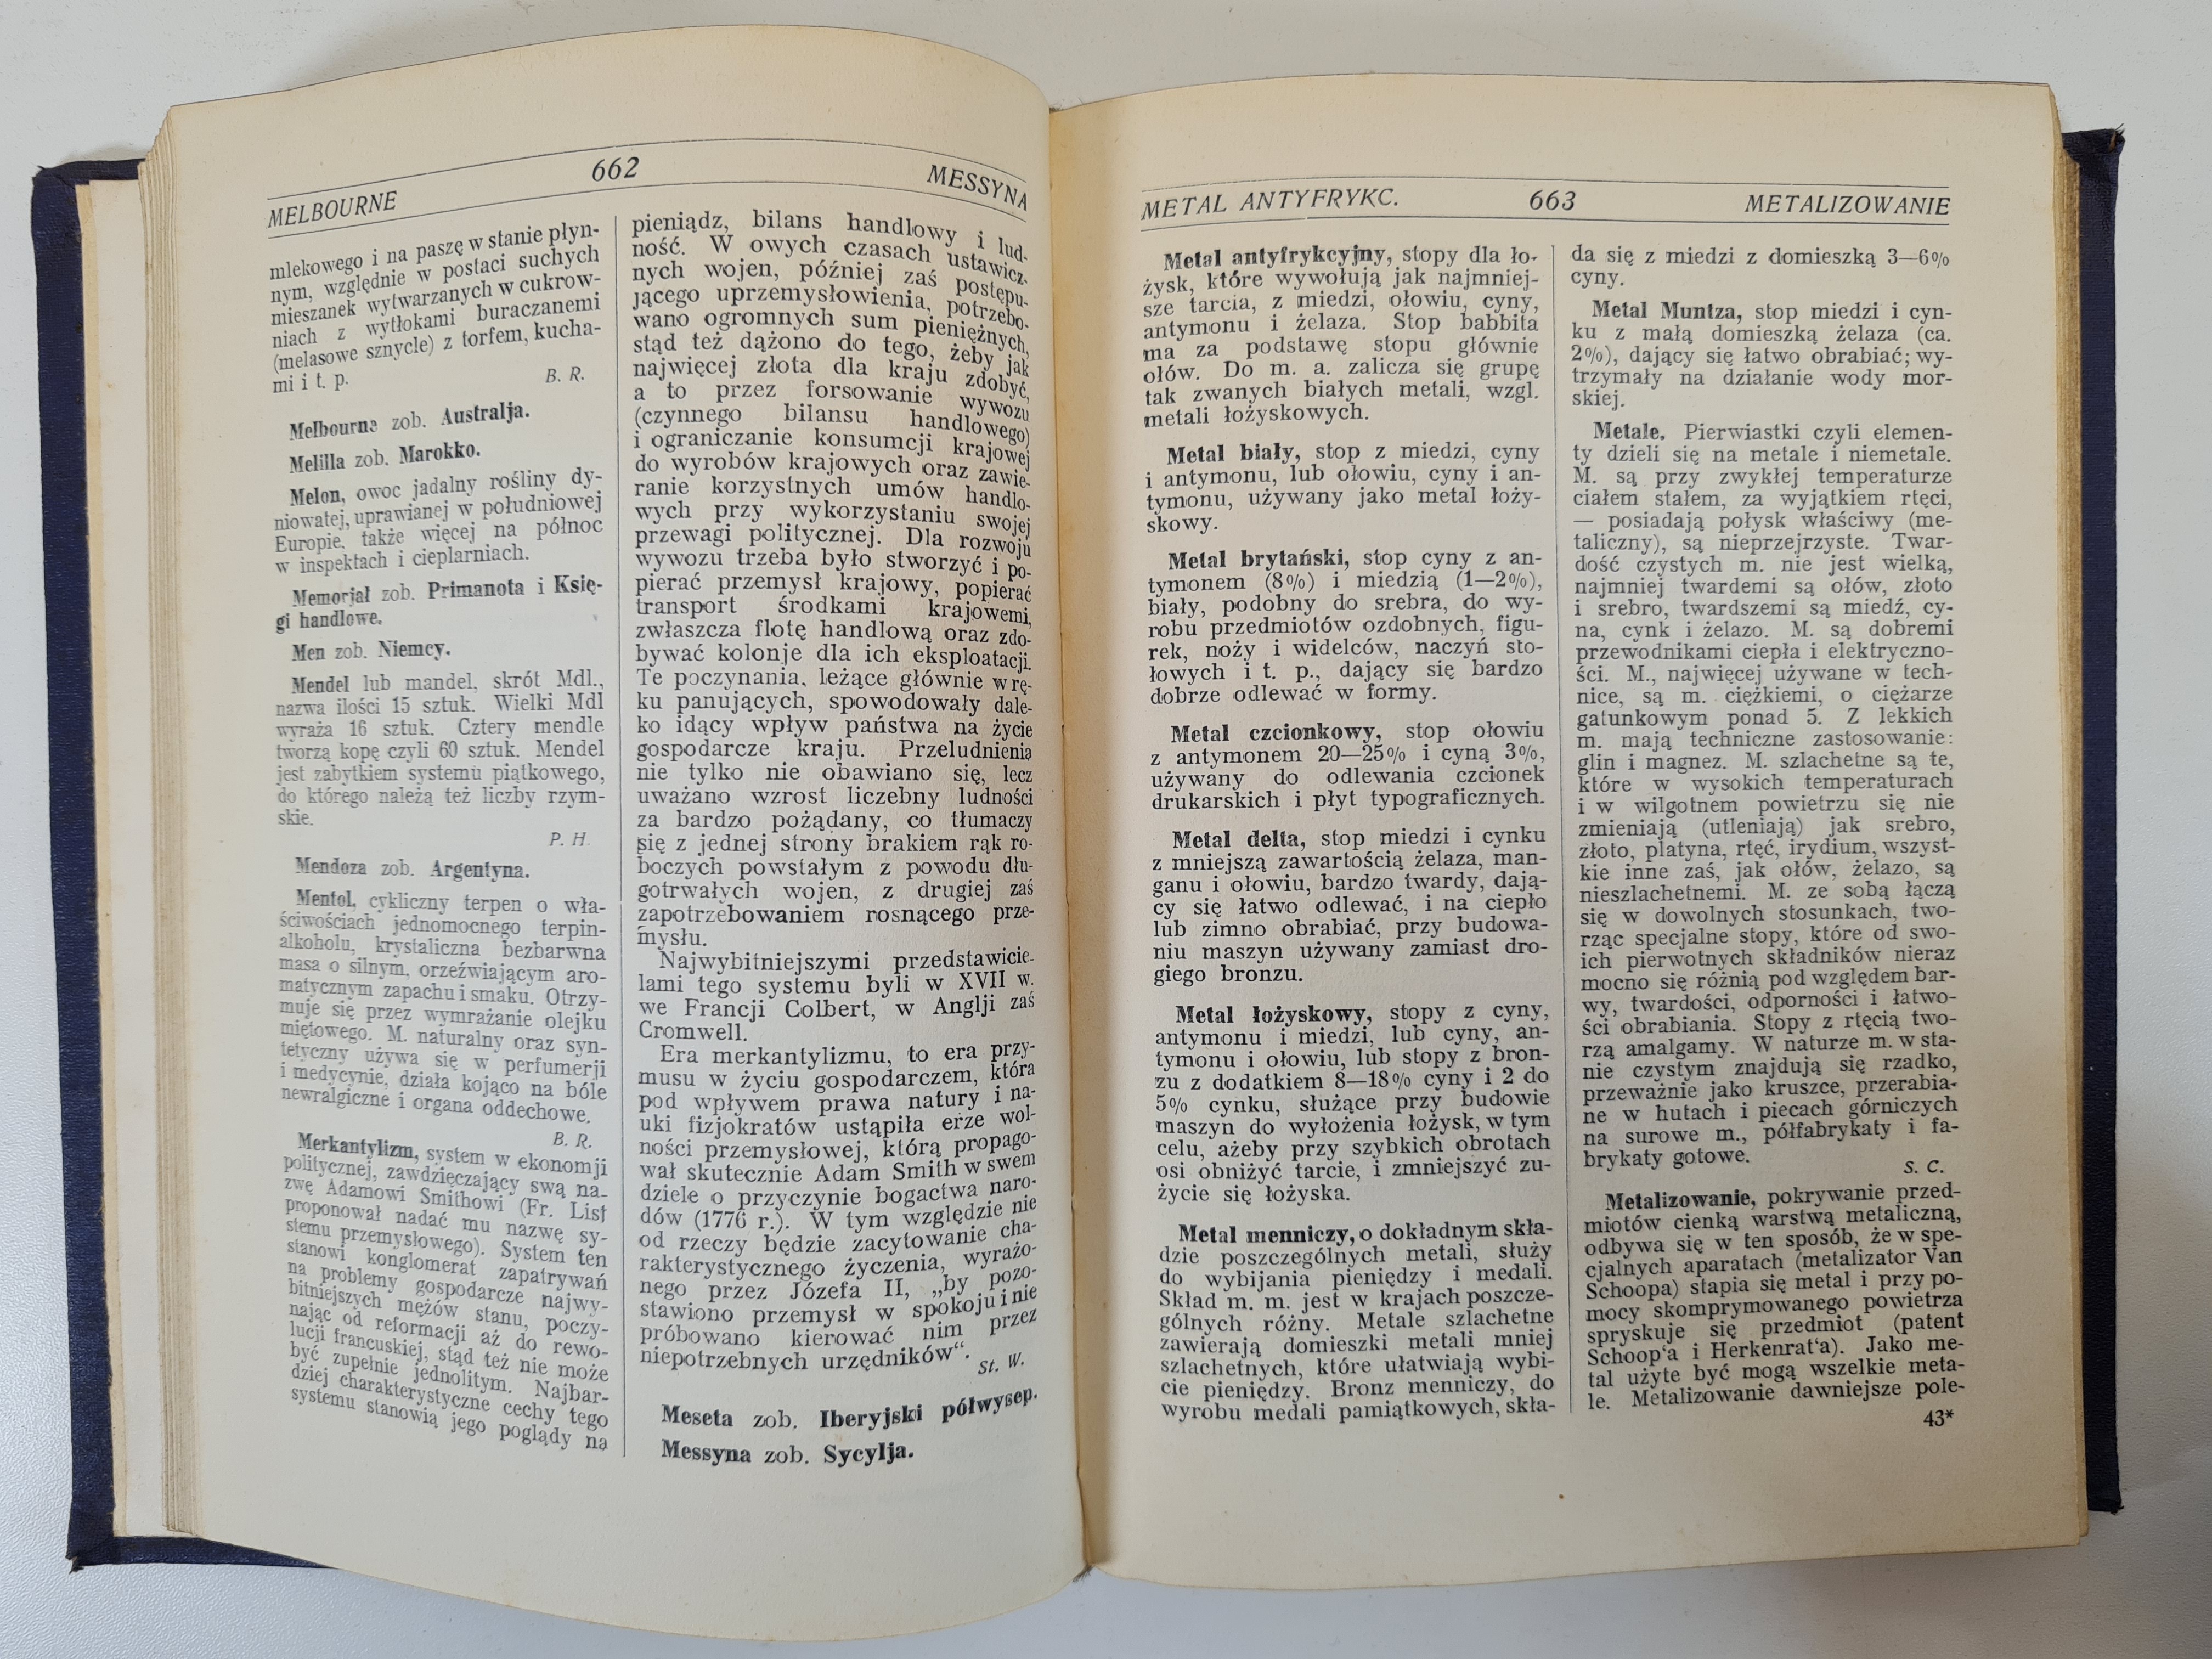 MELBOURNE 662 MESSYNA
mlekowego i na paszę w stanie płyn-
nym, względnie w postaci suchych
mieszanek wytwarzanych w cukrow-
niach z wytłokami buraczanemi
(melasowe sznycle) z torfem, kucha-
mi i t. p. B. R.
Melbourne zob. Australja.
Melilla zob. Marokko.
Melon, owoc jadalny rośliny dy-
niowatej, uprawianej w południowej
Europie, także więcej na północ
w inspektach i cieplarniach.
Memorjał zob. Primanota i Księ-
gi handlowe.
Men zob. Niemcy.
Mendel lub mandel, skrót Mdl.,
nazwa ilości 15 sztuk. Wielki Mdl
wyraża 16 sztuk. Cztery mendle
tworzą kopę czyli 60 sztuk. Mendel
jest zabytkiem systemu piątkowego,
do którego należą też liczby rzym-
skie.
P. H.
Mendoza zob. Argentyna.
Mentol, cykliczny terpen o wła-
ściwościach jednomocnego terpin-
alkoholu, krystaliczna bezbarwna
masa o silnym, orzeźwiającym aro-
matycznym zapachu i smaku. Otrzy-
muje się przez wymrażanie olejku
miętowego. M. naturalny oraz syn-
tetyczny używa się w perfumerji
i medycynie, działa kojąco na bóle
newralgiczne i organa oddechowe.
B. R.
Merkantylizm, system w ekonomji
politycznej, zawdzięczający swą na-
zwę Adamowi Smithowi (Fr. List
proponował nadać mu nazwę sy-
stemu przemysłowego). System ten
stanowi konglomerat zapatrywań
na problemy gospodarcze najwy-
bitniejszych mężów stanu, poczy-
nając od reformacji aż do rewo-
lucji francuskiej, stąd też nie może
być zupełnie jednolitym. Najbar-
dziej charakterystyczne cechy tego
systemu stanowią jego poglądy na
pieniądz, bilans handlowy i lud-
ność. W owych czasach ustawicz-
nych wojen, później zaś postępu-
jącego uprzemysłowienia, potrzebo-
wano ogromnych sum pieniężnych,
stąd też dążono do tego, żeby jak
najwięcej złota dla kraju zdobyć,
a to przez forsowanie wywozu
(czynnego bilansu handlowego)
i ograniczanie konsumcji krajowej
do wyrobów krajowych oraz zawie-
ranie korzystnych umów handlo-
wych przy wykorzystaniu swojej
przewagi politycznej. Dla rozwoju
wywozu trzeba było stworzyć i po-
pierać przemysł krajowy, popierać
transport środkami krajowemi,
zwłaszcza flotę handlową oraz zdo-
bywać kolonje dla ich eksploatacji.
Te poczynania, leżące głównie w rę-
ku panujących, spowodowały dale-
ko idący wpływ państwa na życie
gospodarcze kraju. Przeludnienia
nie tylko nie obawiano się, lecz
uważano wzrost liczebny ludności
za bardzo pożądany, co tłumaczy
się z jednej strony brakiem rąk ro-
boczych powstałym z powodu dłu-
gotrwałych wojen, z drugiej zaś
zapotrzebowaniem rosnącego prze-
mysłu.
Najwybitniejszymi przedstawicie-
lami tego systemu byli w XVII w.
we Francji Colbert, w Anglji zaś
Cromwell.
Era merkantylizmu, to era przy-
musu w życiu gospodarczem, która
pod wpływem prawa natury i na-
uki fizjokratów ustąpiła erze wol-
ności przemysłowej, którą propago-
wał skutecznie Adam Smith w swem
dziele o przyczynie bogactwa naro-
dów (1776 r.). W tym względzie nie
od rzeczy będzie zacytowanie cha-
rakterystycznego życzenia, wyrażo-
nego przez Józefa II, „by pozo-
stawiono przemysł w spokoju i nie
próbowano kierować nim przez
niepotrzebnych urzędników“.
St. W.
Meseta zob. Iberyjski półwysep.
Messyna zob. Sycylja.
METAL ANTYFRYKC. 663 METALIZOWANIE
Metal antyfrykcyjny, stopy dla ło-
żysk, które wywołują jak najmniej-
sze tarcia, z miedzi, ołowiu, cyny,
antymonu i żelaza. Stop babbita
ma za podstawę stopu głównie
ołów. Do m. a. zalicza się grupę
tak zwanych białych metali, wzgl.
metali łożyskowych.
Metal biały, stop z miedzi, cyny
i antymonu, lub ołowiu, cyny i an-
tymonu, używany jako metal łoży-
skowy.
Metal brytański, stop cyny z an-
tymonem (8%) i miedzią (1—2%),
biały, podobny do srebra, do wy-
robu przedmiotów ozdobnych, figu-
rek, noży i widelców, naczyń sto-
łowych i t. p., dający się bardzo
dobrze odlewać w formy.
Metal czcionkowy, stop ołowiu
z antymonem 20—25% i cyną 3%,
używany do odlewania czcionek
drukarskich i płyt typograficznych.
Metal delta, stop miedzi i cynku
z mniejszą zawartością żelaza, man-
ganu i ołowiu, bardzo twardy, dają-
cy się łatwo odlewać, i na ciepło
lub zimno obrabiać, przy budowa-
niu maszyn używany zamiast dro-
giego bronzu.
Metal łożyskowy, stopy z cyny,
antymonu i miedzi, lub cyny, an-
tymonu i ołowiu, lub stopy z bron-
zu z dodatkiem 8—18% cyny i 2 do
5% cynku, służące przy budowie
maszyn do wyłożenia łożysk, w tym
celu, ażeby przy szybkich obrotach
osi obniżyć tarcie, i zmniejszyć zu-
życie się łożyska.
Metal menniczy, o dokładnym skła-
dzie poszczególnych metali, służy
do wybijania pieniędzy i medali.
Skład m. m. jest w krajach poszcze-
gólnych różny. Metale szlachetne
zawierają domieszki metali mniej
szlachetnych, które ułatwiają wybi-
cie pieniędzy. Bronz menniczy, do
wyrobu medali pamiątkowych, skła-
da się z miedzi z domieszką 3—6%
cyny.
Metal Muntza, stop miedzi i cyn-
ku z małą domieszką żelaza (ca.
2%), dający się łatwo obrabiać; wy-
trzymały na działanie wody mor-
skiej.
Metale. Pierwiastki czyli elemen-
ty dzieli się na metale i niemetale.
M. są przy zwykłej temperaturze
ciałem stałem, za wyjątkiem rtęci,
— posiadają połysk właściwy (me-
taliczny), są nieprzejrzyste. Twar-
dość czystych m. nie jest wielką,
najmniej twardemi są ołów, złoto
i srebro, twardszemi są miedź, cy-
na, cynk i żelazo. M. są dobremi
przewodnikami ciepła i elektryczno-
ści. M., najwięcej używane w tech-
nice, są m. ciężkiemi, o ciężarze
gatunkowym ponad 5. Z lekkich
m. mają techniczne zastosowanie:
glin i magnez. M. szlachetne są te,
które w wysokich temperaturach
i w wilgotnem powietrzu się nie
zmieniają (utleniają) jak srebro,
złoto, platyna, rtęć, irydium, wszyst-
kie inne zaś, jak ołów, żelazo, są
nieszlachetnemi. M. ze sobą łączą
się w dowolnych stosunkach, two-
rząc specjalne stopy, które od swo-
ich pierwotnych składników nieraz
mocno się różnią pod względem bar-
wy, twardości, odporności i łatwo-
ści obrabiania. Stopy z rtęcią two-
rzą amalgamy. W naturze m. w sta-
nie czystym znajdują się rzadko,
przeważnie jako kruszce, przerabia-
ne w hutach i piecach górniczych
na surowe m., półfabrykaty i fa-
brykaty gotowe.
S. C.
Metalizowanie, pokrywanie przed-
miotów cienką warstwą metaliczną,
odbywa się w ten sposób, że w spe-
cjalnych aparatach (metalizator Van
Schoopa) stapia się metal i przy po-
mocy skomprymowanego powietrza
spryskuje się przedmiot (patent
Schoop‘a i Herkenrat‘a). Jako me-
tal użyte być mogą wszelkie meta-
le. Metalizowanie dawniejsze pole-
43*